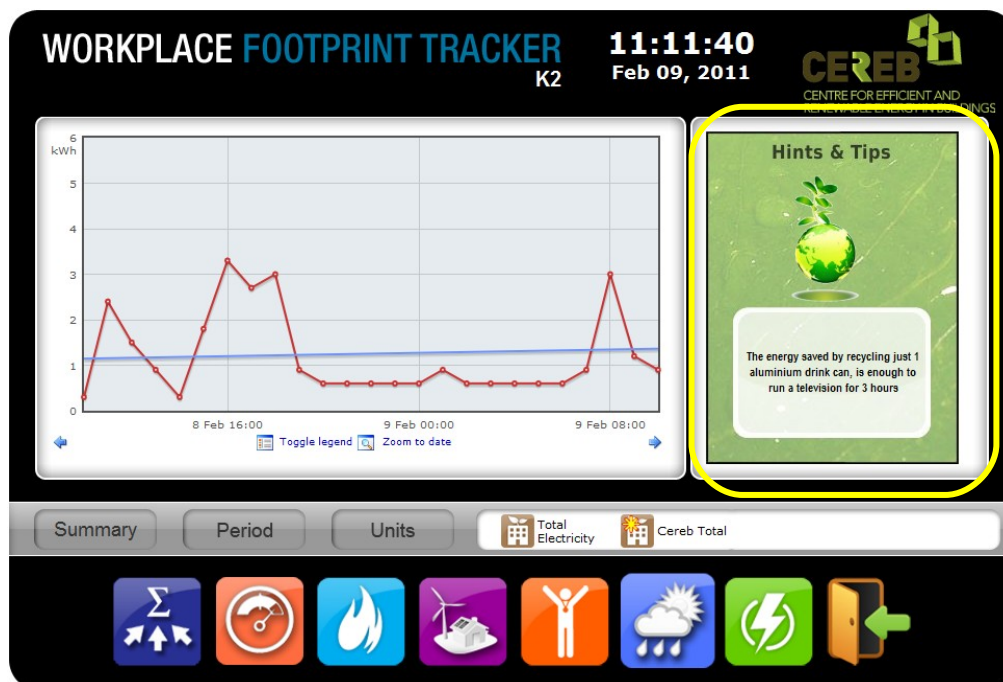 WORKPLACE FOOTPRINT TRACKER
K2
11:11:40
Feb 09, 2011
CEREB
CENTRE FOR EFFICIENT AND
RENEWABLE ENERGY IN BUILDINGS
6
kWh
5
4
3
2
1
0
8 Feb 16:00
9 Feb 00:00
9 Feb 08:00
Toggle legend
Zoom to date
Hints & Tips
The energy saved by recycling just 1
aluminium drink can, is enough to
run a television for 3 hours
Summary
Period
Units
Total
Electricity
Cereb Total
Σ